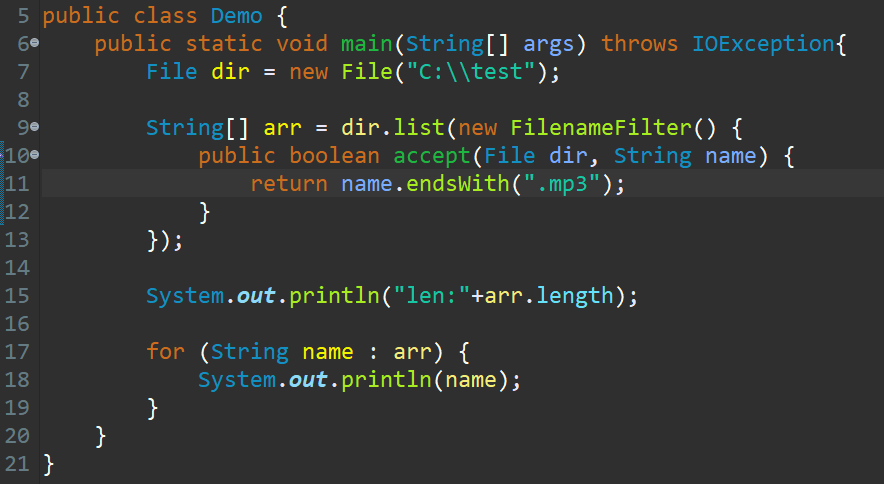 5 public class Demo {
6 public static void main(String[] args) throws IOException{
7 File dir = new File("C:\\test");
8
9 String[] arr = dir.list(new FilenameFilter() {
10 public boolean accept(File dir, String name) {
11 return name.endsWith(".mp3");
12 }
13 });
14
15 System.out.println("len:"+arr.length);
16
17 for (String name : arr) {
18 System.out.println(name);
19 }
20 }
21 }